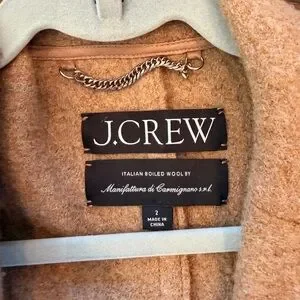 J.CREW
ITALIAN BOILED WOOL BY
Manifattura di Carmignano s.r.l.
2
MADE IN
CHINA